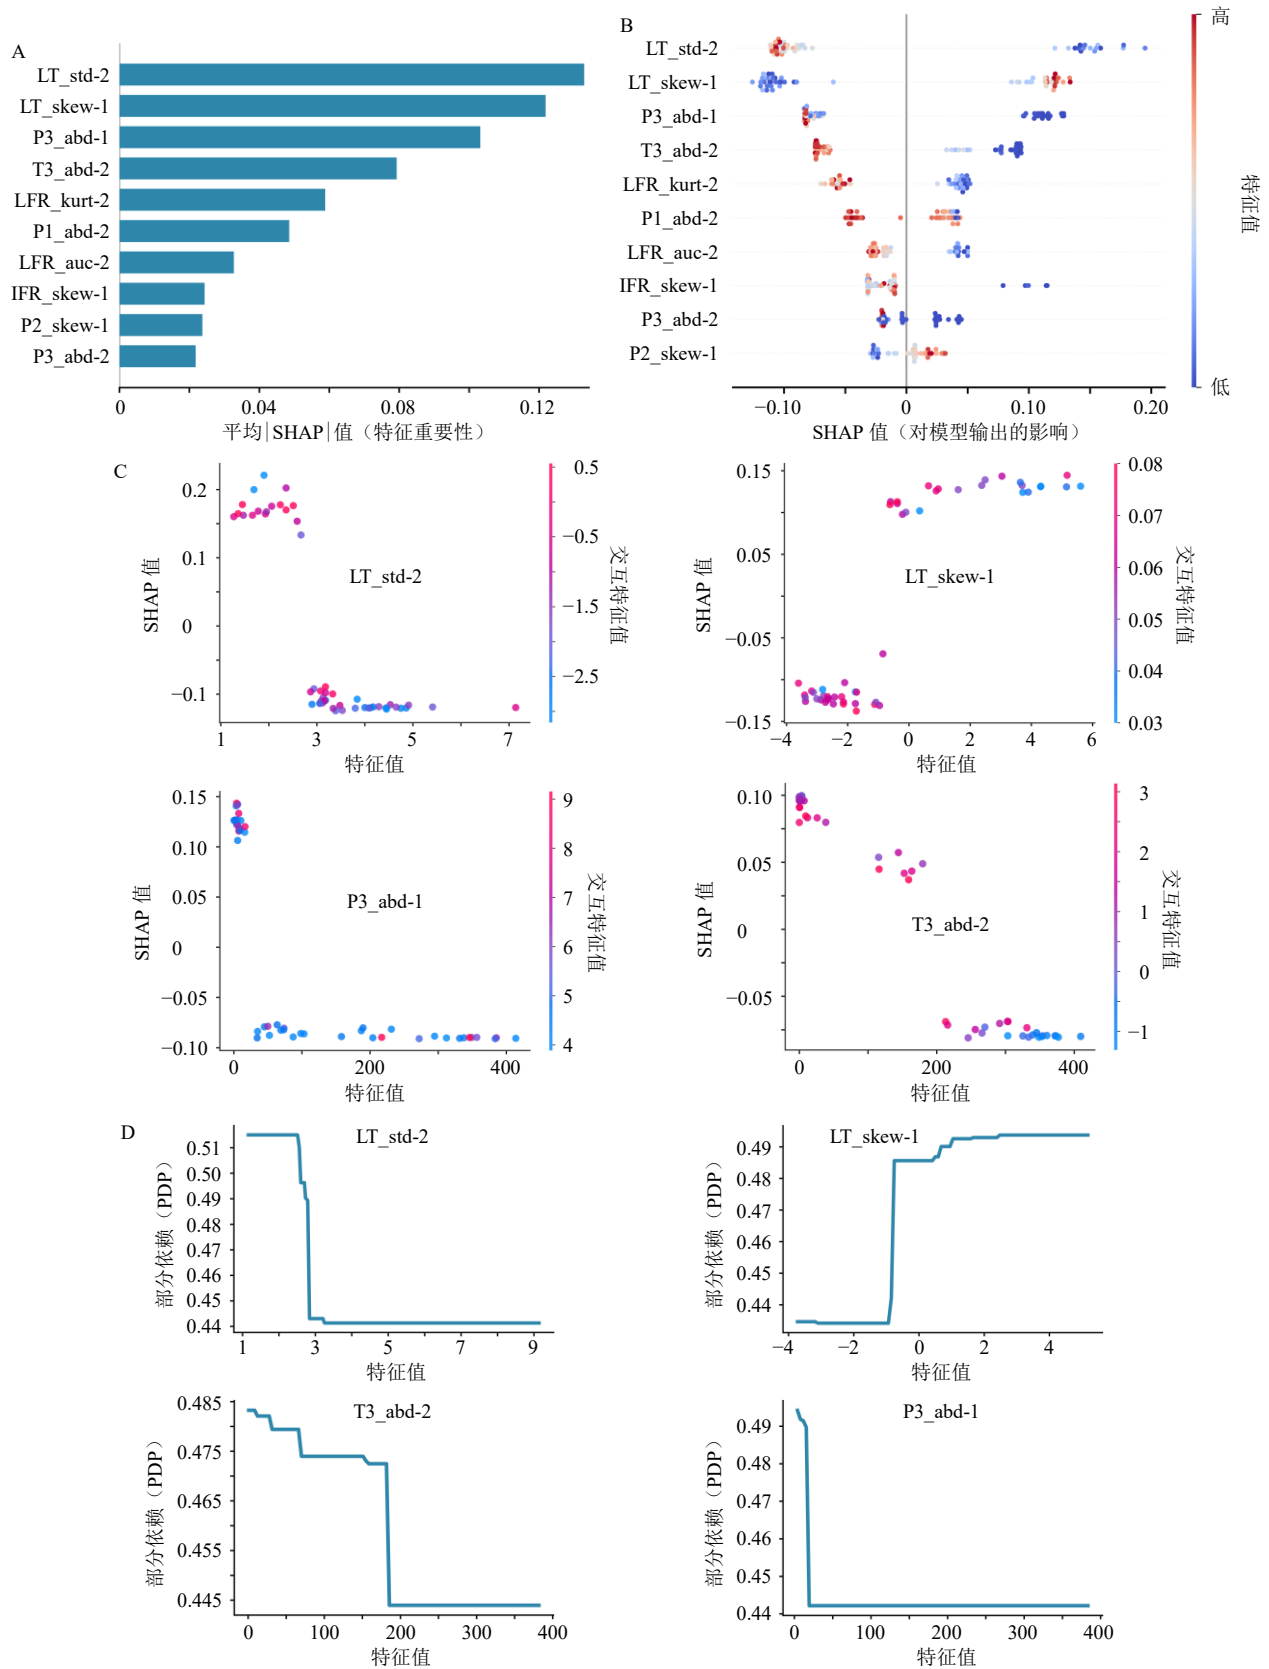 A
LT_std-2
LT_skew-1
P3_abd-1
T3_abd-2
LFR_kurt-2
P1_abd-2
LFR_auc-2
IFR_skew-1
P2_skew-1
P3_abd-2
0 0.04 0.08 0.12
平均|SHAP|值（特征重要性）
B
LT_std-2
LT_skew-1
P3_abd-1
T3_abd-2
LFR_kurt-2
P1_abd-2
LFR_auc-2
IFR_skew-1
P3_abd-2
P2_skew-1
−0.10 0 0.10 0.20
SHAP 值（对模型输出的影响）
高
特征值
低
C
SHAP 值
0.2
0.1
0
−0.1
LT_std-2
1 3 5 7
特征值
0.5
−0.5
−1.5
−2.5
交互特征值
SHAP 值
0.15
0.05
−0.05
−0.15
LT_skew-1
−4 −2 0 2 4 6
特征值
0.08
0.07
0.06
0.05
0.04
0.03
交互特征值
SHAP 值
0.15
0.10
0.05
0
−0.05
−0.10
P3_abd-1
0 200 400
特征值
9
8
7
6
5
4
交互特征值
SHAP 值
0.10
0.05
0
−0.05
T3_abd-2
0 200 400
特征值
3
2
1
0
−1
交互特征值
D
部分依赖（PDP）
LT_std-2
0.51
0.50
0.49
0.48
0.47
0.46
0.45
0.44
1 3 5 7 9
特征值
部分依赖（PDP）
LT_skew-1
0.49
0.48
0.47
0.46
0.45
0.44
−4 −2 0 2 4
特征值
部分依赖（PDP）
T3_abd-2
0.485
0.475
0.465
0.455
0.445
0 100 200 300 400
特征值
部分依赖（PDP）
P3_abd-1
0.49
0.48
0.47
0.46
0.45
0.44
0 100 200 300 400
特征值